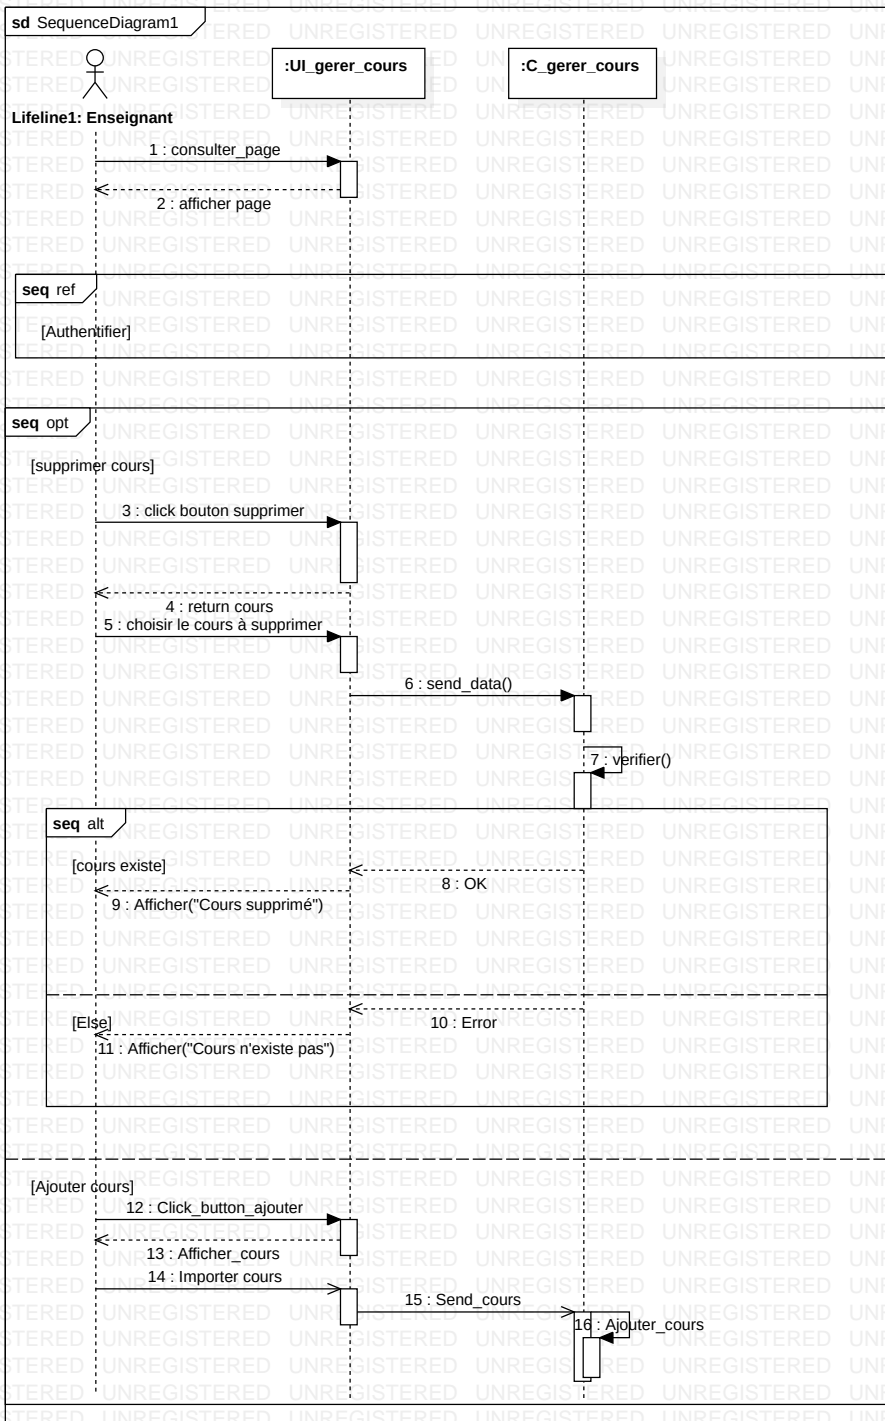 sd SequenceDiagram1
:UI_gerer_cours
:C_gerer_cours
Lifeline1: Enseignant
1 : consulter_page
2 : afficher page
seq ref
[Authentifier]
seq opt
[supprimer cours]
3 : click bouton supprimer
4 : return cours
5 : choisir le cours à supprimer
6 : send_data()
7 : verifier()
seq alt
[cours existe]
8 : OK
9 : Afficher("Cours supprimé")
[Else]
10 : Error
11 : Afficher("Cours n'existe pas")
[Ajouter cours]
12 : Click_button_ajouter
13 : Afficher_cours
14 : Importer cours
15 : Send_cours
16 : Ajouter_cours
UNREGISTERED